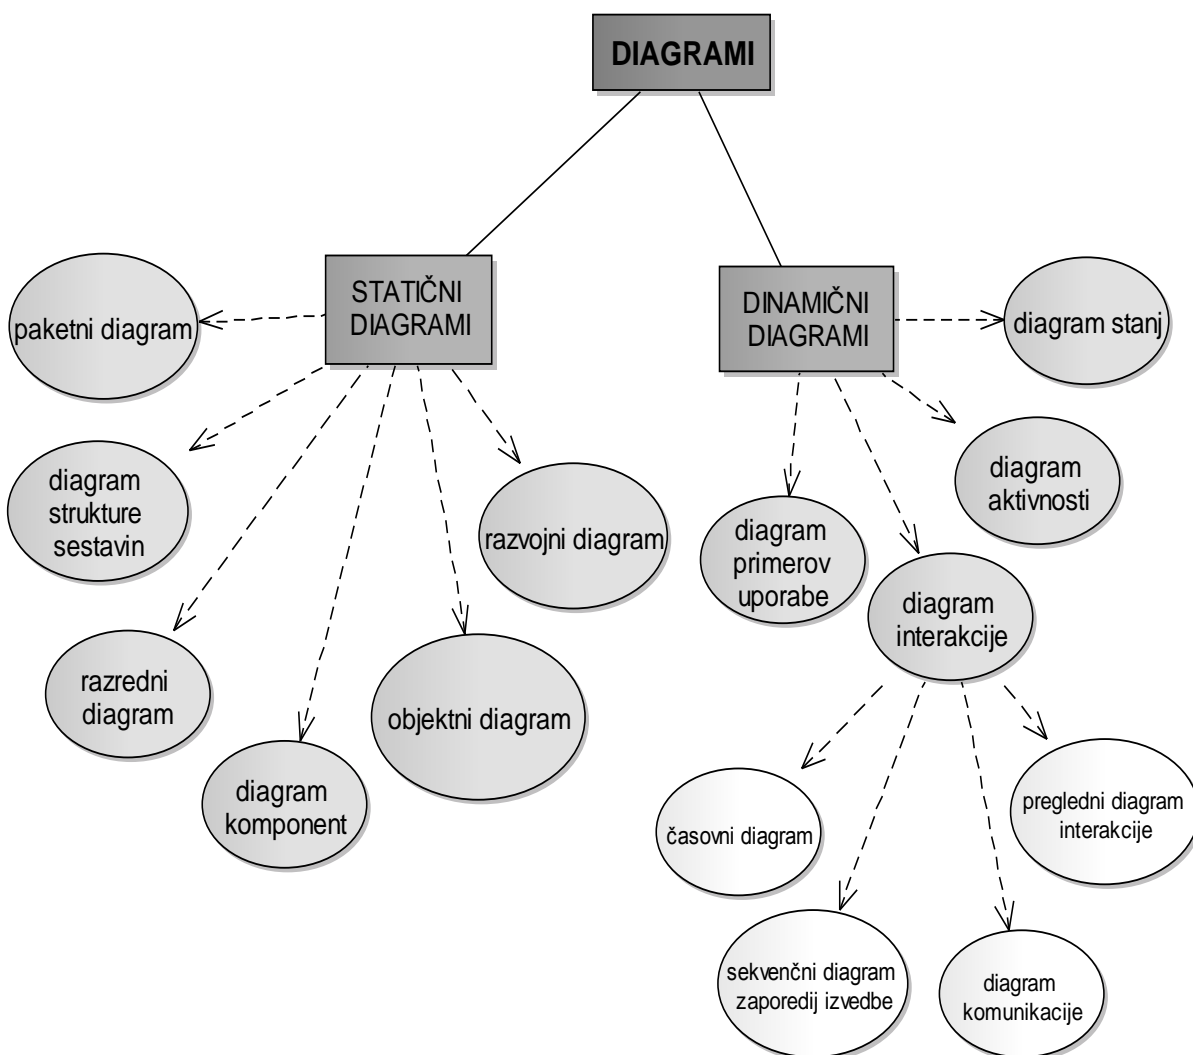 DIAGRAMI
STATIČNI
DIAGRAMI
DINAMIČNI
DIAGRAMI
paketni diagram
diagram stanj
diagram
strukture
sestavin
razvojni diagram
diagram
aktivnosti
diagram
primerov
uporabe
diagram
interakcije
razredni
diagram
objektni diagram
diagram
komponent
časovni diagram
pregledni diagram
interakcije
sekvenčni diagram
zaporedij izvedbe
diagram
komunikacije